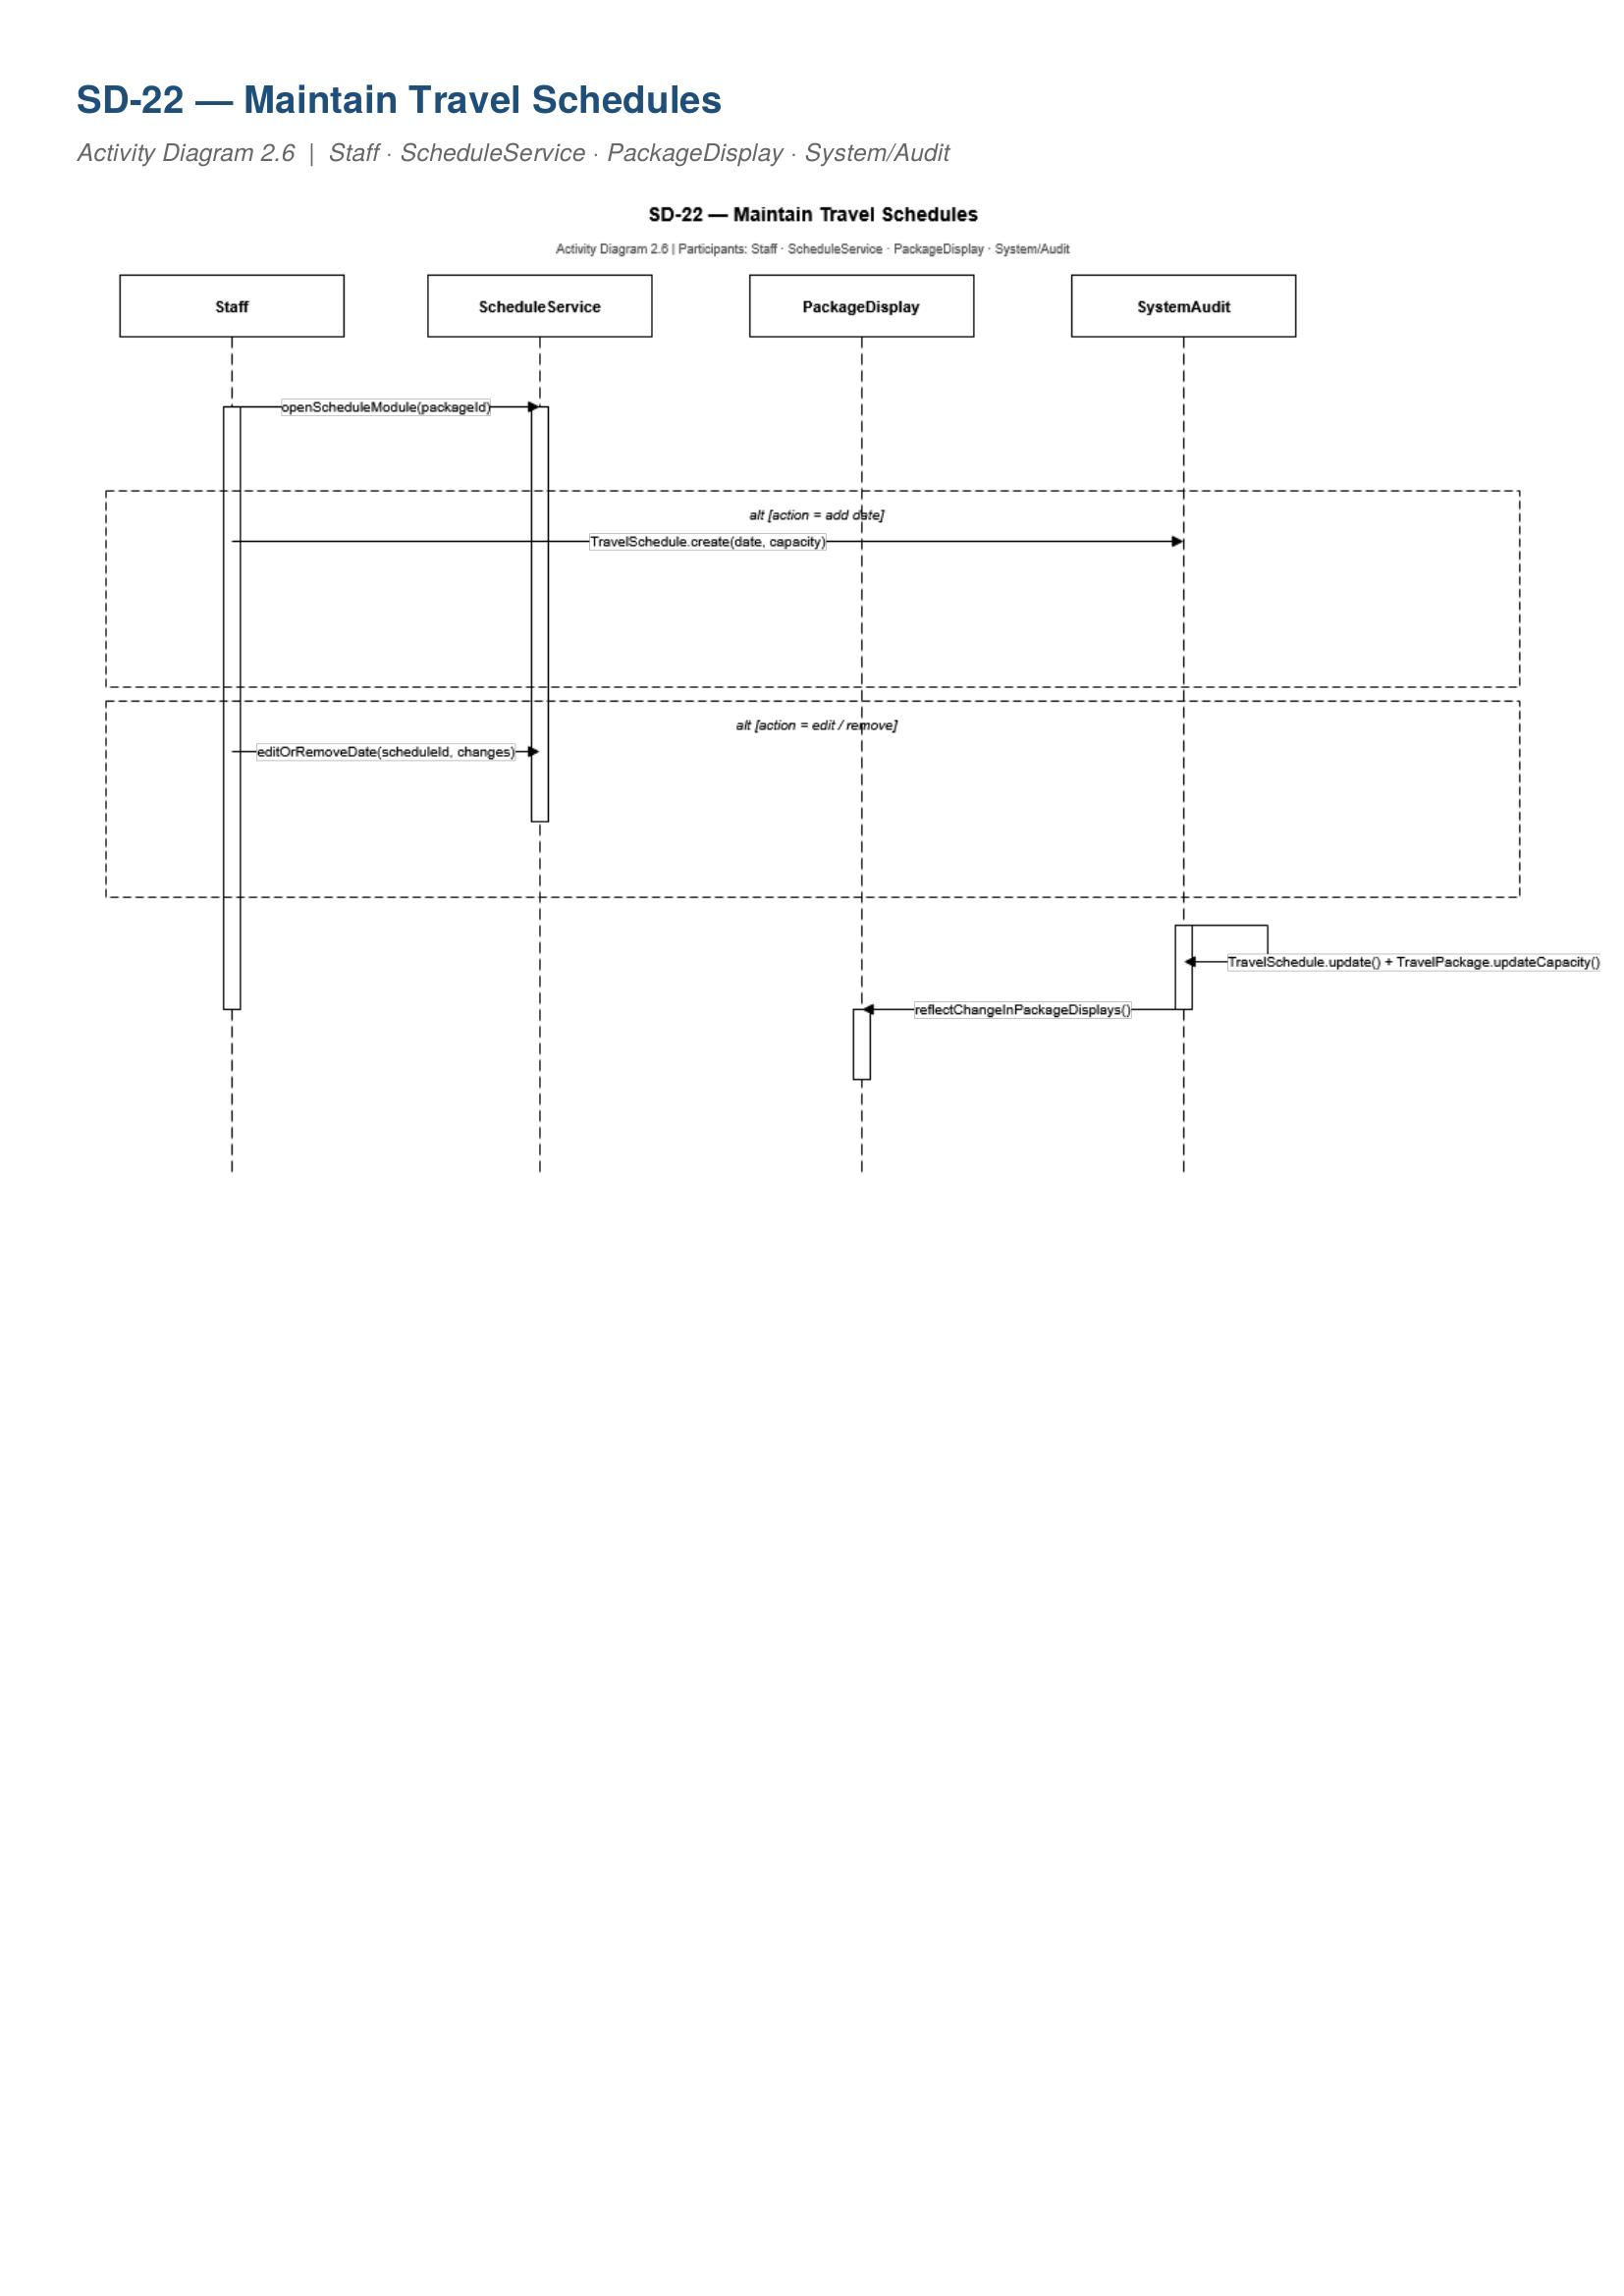 SD-22 — Maintain Travel Schedules
Activity Diagram 2.6 | Staff · ScheduleService · PackageDisplay · System/Audit
SD-22 — Maintain Travel Schedules
Activity Diagram 2.6 | Participants: Staff · ScheduleService · PackageDisplay · System/Audit
Staff
ScheduleService
PackageDisplay
SystemAudit
openScheduleModule(packageId)
alt [action = add date]
TravelSchedule.create(date, capacity)
alt [action = edit / remove]
editOrRemoveDate(scheduleId, changes)
TravelSchedule.update() + TravelPackage.updateCapacity()
reflectChangeInPackageDisplays()